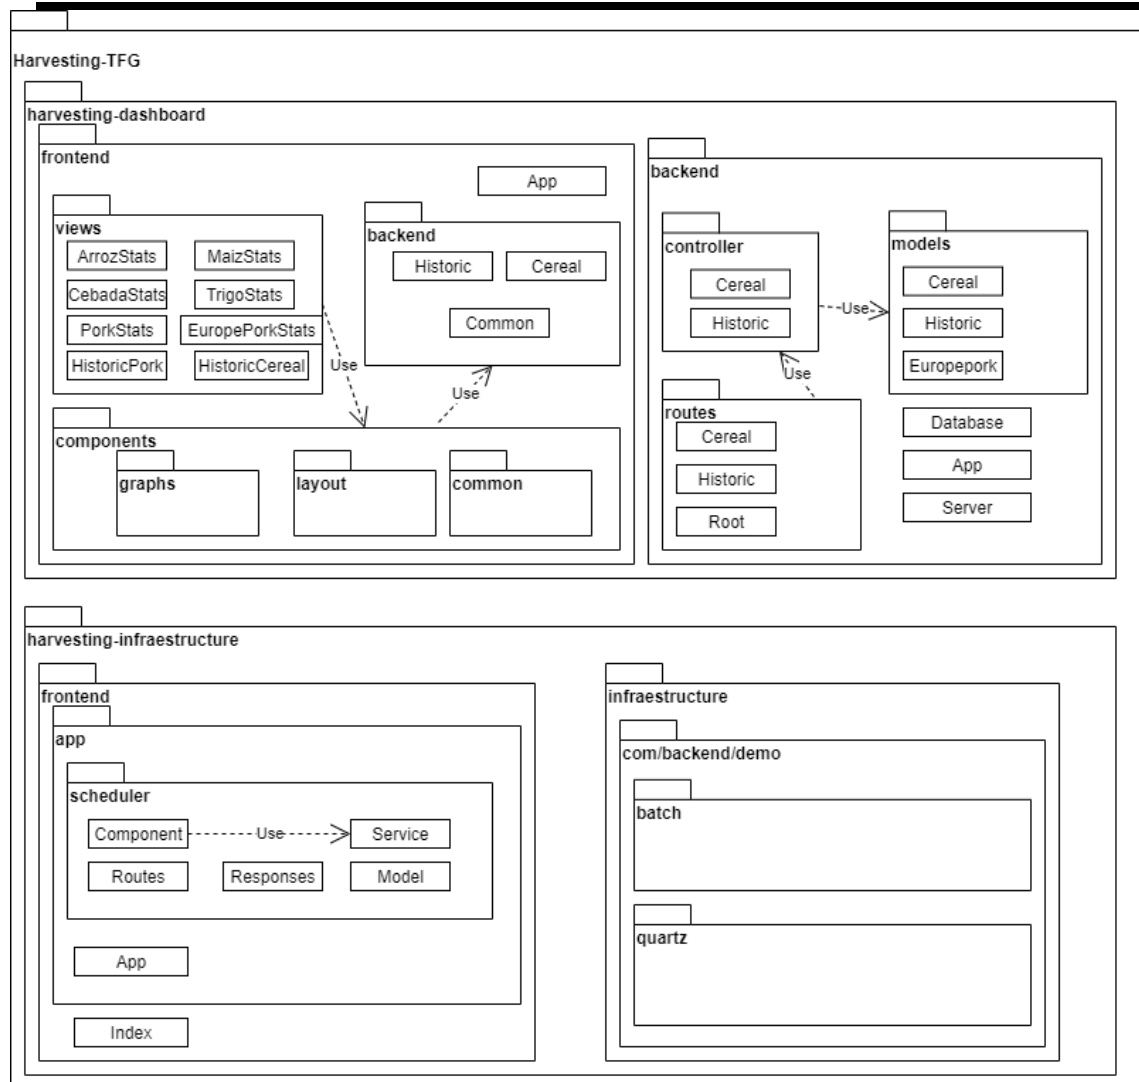 Harvesting-TFG
harvesting-dashboard
frontend
App
views
ArrozStats
MaizStats
CebadaStats
TrigoStats
PorkStats
EuropePorkStats
HistoricPork
HistoricCereal
backend
Historic
Cereal
Common
Use
Use
components
graphs
layout
common
backend
controller
Cereal
Historic
Use
models
Cereal
Historic
Europepork
Use
routes
Cereal
Historic
Root
Database
App
Server
harvesting-infraestructure
frontend
app
scheduler
Component
Use
Service
Routes
Responses
Model
App
Index
infraestructure
com/backend/demo
batch
quartz